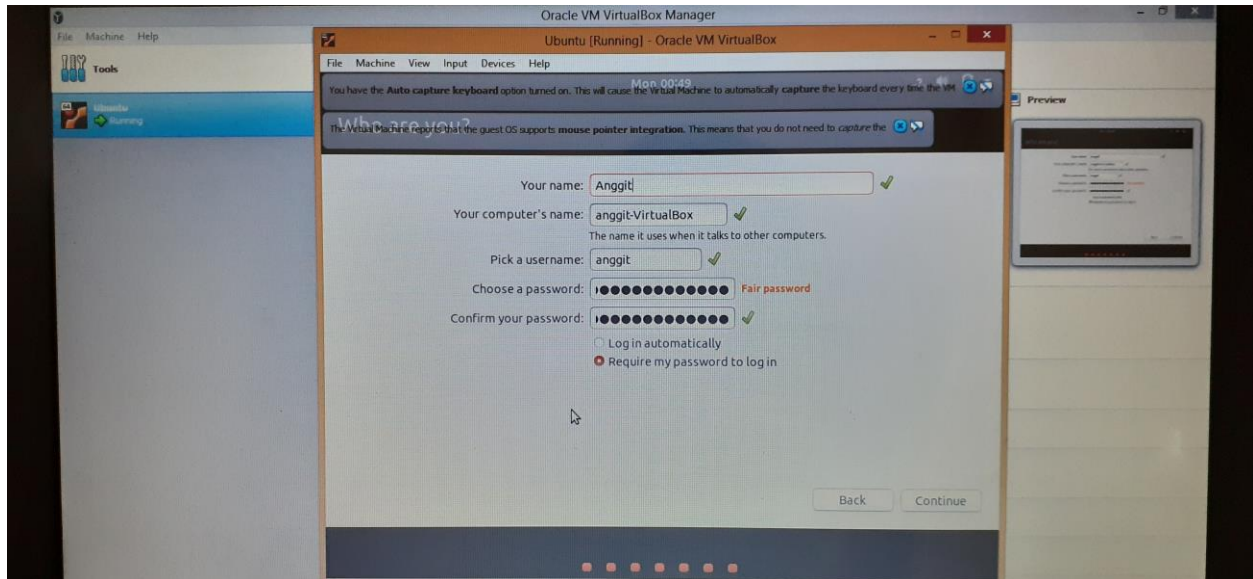 Oracle VM VirtualBox Manager
File Machine Help
Ubuntu [Running] - Oracle VM VirtualBox
Tools
File Machine View Input Devices Help
Mon 00:49
You have the Auto capture keyboard option turned on. This will cause the Virtual Machine to automatically capture the keyboard every time the VM
Preview
Ubuntu
Running
Who are you?
The Virtual Machine reports that the guest OS supports mouse pointer integration. This means that you do not need to capture the
Your name: Anggit
Your computer's name: anggit-VirtualBox
The name it uses when it talks to other computers.
Pick a username: anggit
Choose a password: Fair password
Confirm your password:
Log in automatically
Require my password to log in
Back Continue